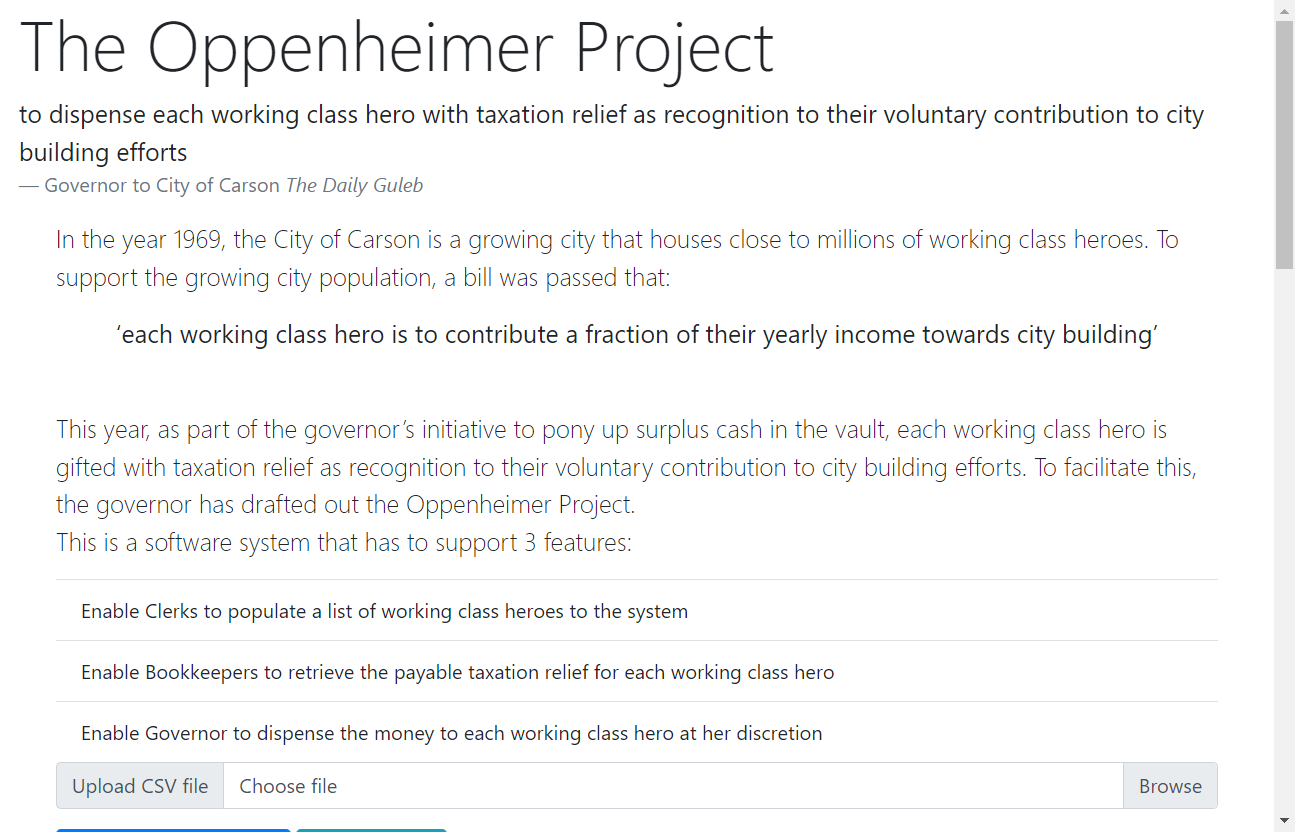 The Oppenheimer Project
to dispense each working class hero with taxation relief as recognition to their voluntary contribution to city
building efforts
— Governor to City of Carson The Daily Guleb
In the year 1969, the City of Carson is a growing city that houses close to millions of working class heroes. To
support the growing city population, a bill was passed that:
‘each working class hero is to contribute a fraction of their yearly income towards city building’
This year, as part of the governor’s initiative to pony up surplus cash in the vault, each working class hero is
gifted with taxation relief as recognition to their voluntary contribution to city building efforts. To facilitate this,
the governor has drafted out the Oppenheimer Project.
This is a software system that has to support 3 features:
Enable Clerks to populate a list of working class heroes to the system
Enable Bookkeepers to retrieve the payable taxation relief for each working class hero
Enable Governor to dispense the money to each working class hero at her discretion
Upload CSV file Choose file Browse